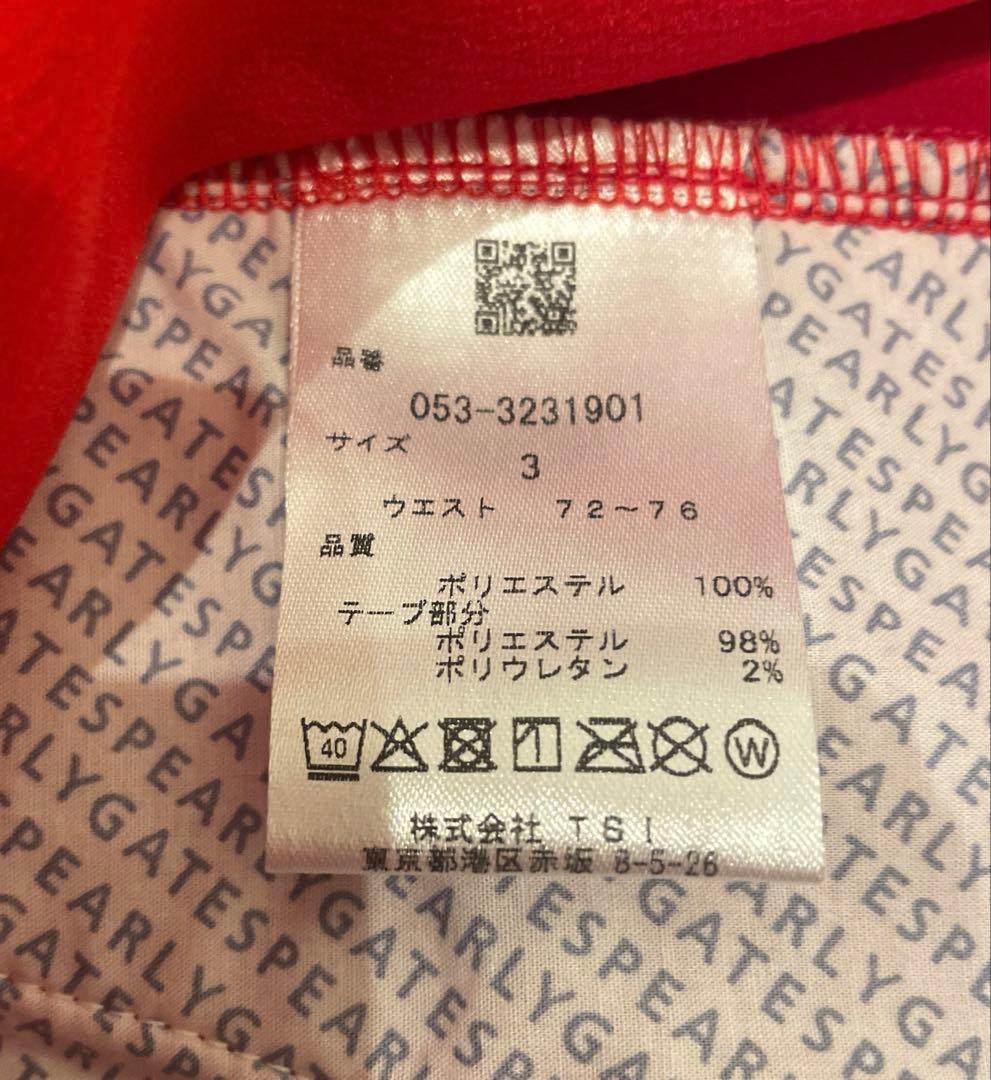 品番
053-3231901
サイズ
3
ウエスト 72～76
品質
ポリエステル 100%
テープ部分
ポリエステル 98%
ポリウレタン 2%
40
W
株式会社 TSI
東京都港区赤坂 8-5-26
PEARLYGATES